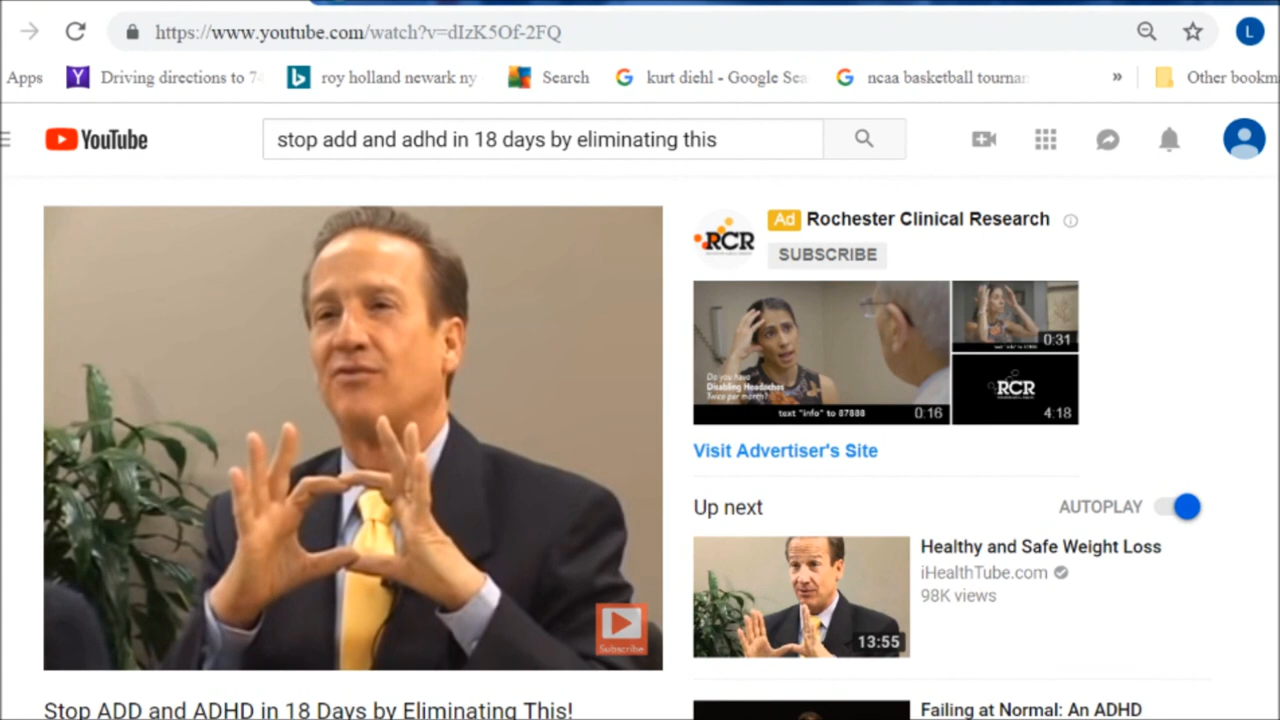 https://www.youtube.com/watch?v=dIzK5Of-2FQ
L
Apps
Driving directions to 74
roy holland newark ny
Search
kurt diehl - Google Sea
ncaa basketball tournan
»
Other bookm
YouTube
stop add and adhd in 18 days by eliminating this
Ad Rochester Clinical Research
RCR
SUBSCRIBE
Do you have
Disabling Headaches
Twice per month?
text "info" to 87888
0:16
0:31
RCR
4:18
Visit Advertiser's Site
Up next
AUTOPLAY
Healthy and Safe Weight Loss
iHealthTube.com
98K views
13:55
Subscribe
Stop ADD and ADHD in 18 Days by Eliminating This!
Failing at Normal: An ADHD